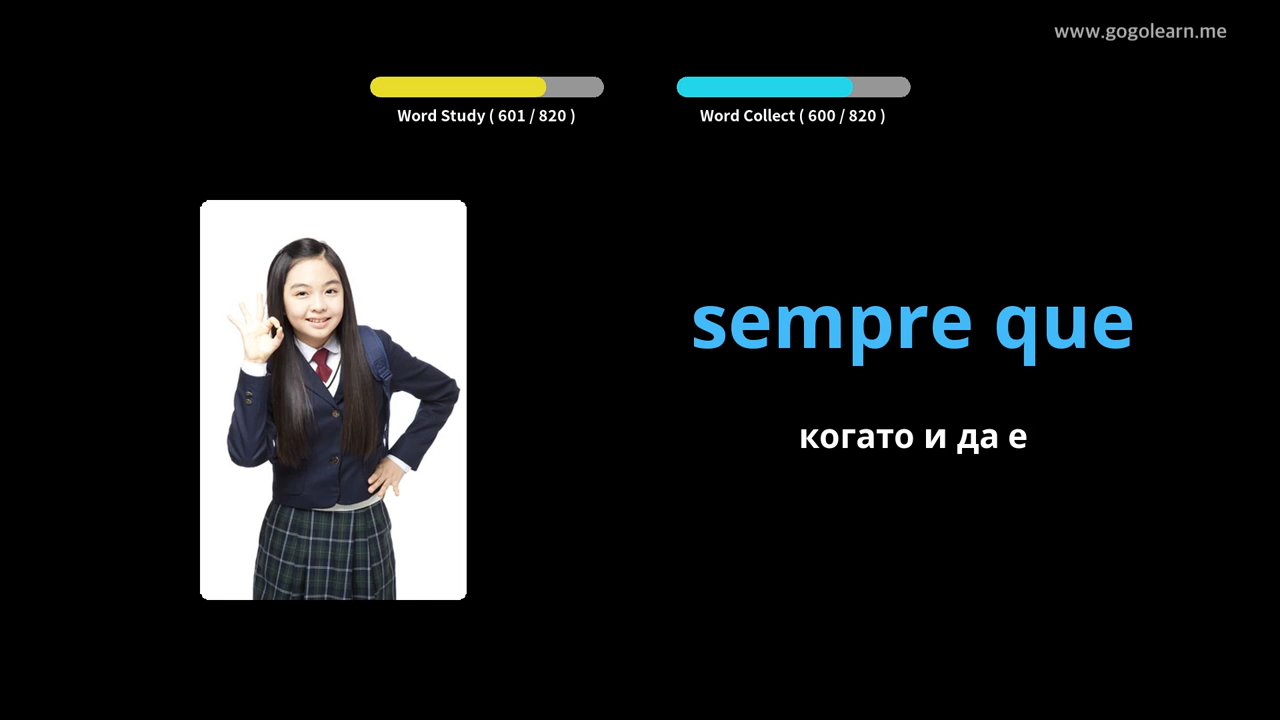 www.gogolearn.me
Word Study ( 601 / 820 )
Word Collect ( 600 / 820 )
sempre que
когато и да е